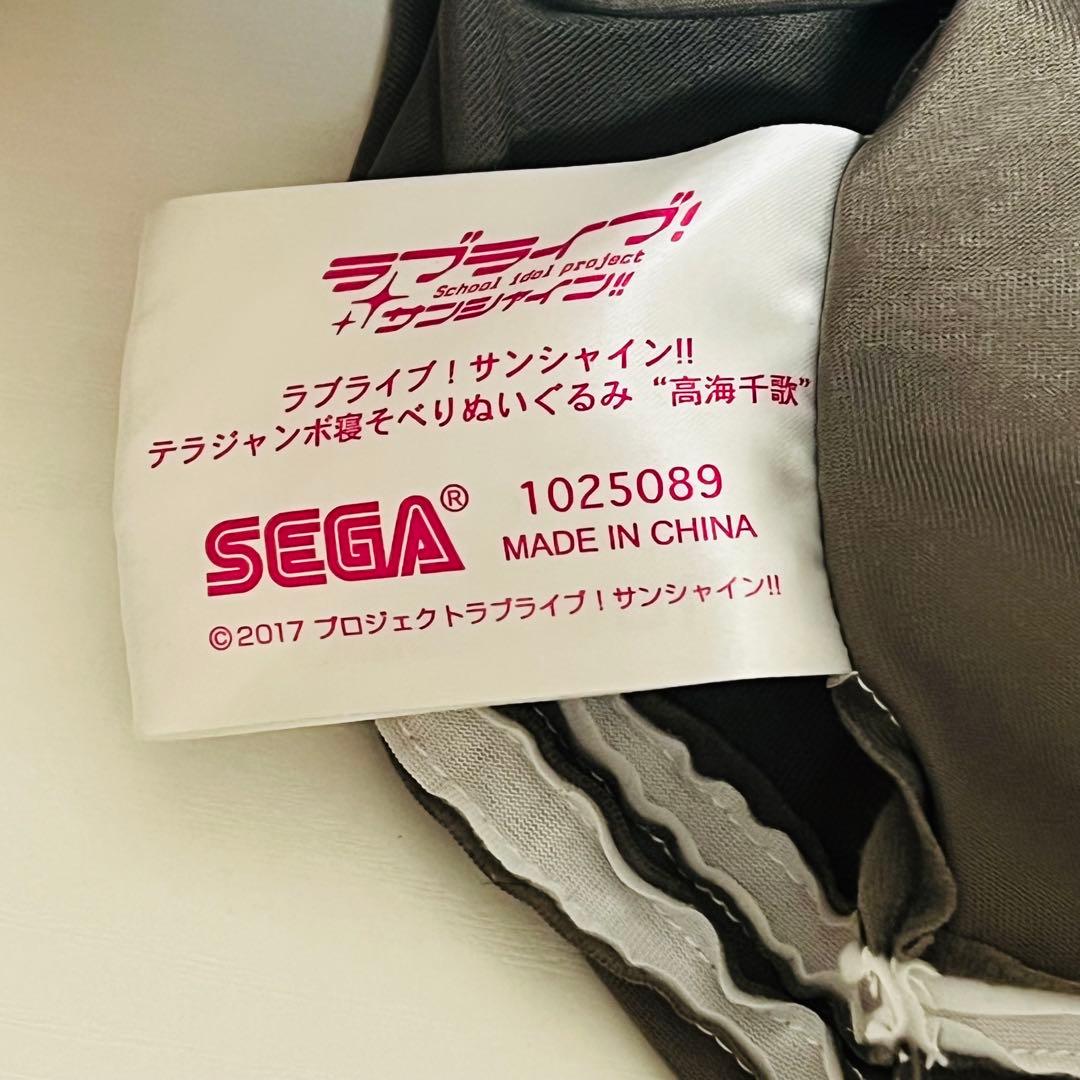 ラブライブ!
School idol project
サンシャイン!!
ラブライブ！サンシャイン!!
テラジャンボ寝そべりぬいぐるみ “高海千歌”
SEGA® 1025089
MADE IN CHINA
©2017 プロジェクトラブライブ！サンシャイン!!